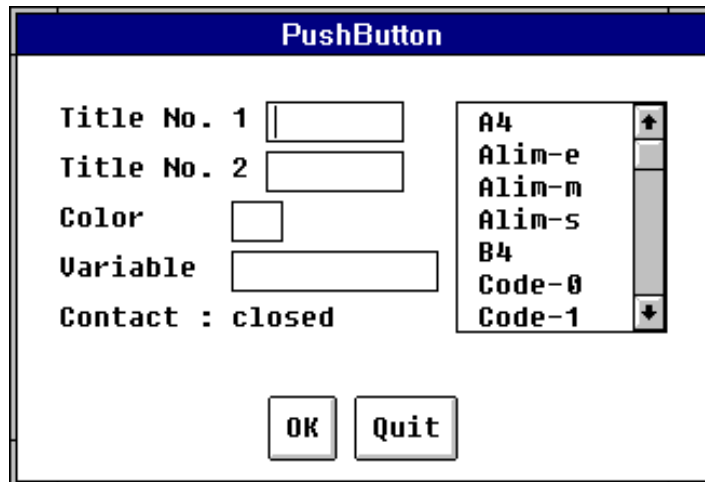 PushButton
Title No. 1
Title No. 2
Color
Variable
Contact : closed
A4
Alim-e
Alim-m
Alim-s
B4
Code-0
Code-1
OK
Quit